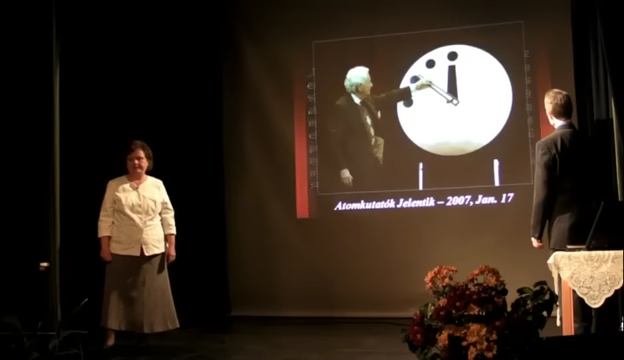 Atomkutatók Jelentik – 2007, Jan. 17